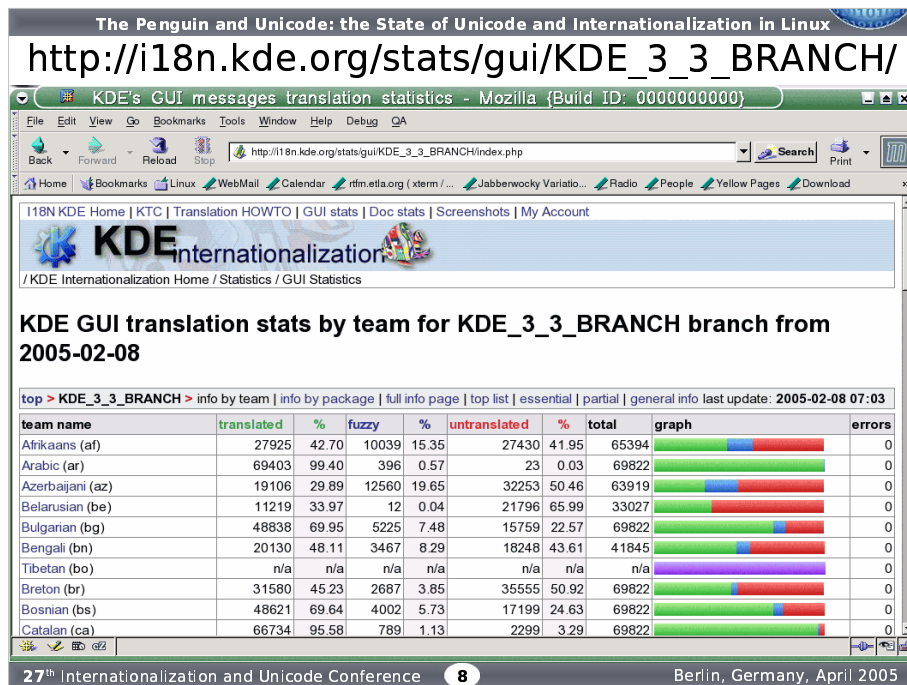 The Penguin and Unicode: the State of Unicode and Internationalization in Linux
http://i18n.kde.org/stats/gui/KDE_3_3_BRANCH/
KDE's GUI messages translation statistics - Mozilla {Build ID: 0000000000}
File Edit View Go Bookmarks Tools Window Help Debug QA
http://i18n.kde.org/stats/gui/KDE_3_3_BRANCH/index.php Search
Back Forward Reload Stop Print
Home Bookmarks Linux WebMail Calendar rtfm.etla.org ( xterm / ... Jabberwocky Variatio... Radio People Yellow Pages Download
I18N KDE Home | KTC | Translation HOWTO | GUI stats | Doc stats | Screenshots | My Account
KDE internationalization
/ KDE Internationalization Home / Statistics / GUI Statistics
KDE GUI translation stats by team for KDE_3_3_BRANCH branch from
2005-02-08
top > KDE_3_3_BRANCH > info by team | info by package | full info page | top list | essential | partial | general info last update: 2005-02-08 07:03
team name translated % fuzzy % untranslated % total graph errors
Afrikaans (af) 27925 42.70 10039 15.35 27430 41.95 65394 0
Arabic (ar) 69403 99.40 396 0.57 23 0.03 69822 0
Azerbaijani (az) 19106 29.89 12560 19.65 32253 50.46 63919 0
Belarusian (be) 11219 33.97 12 0.04 21796 65.99 33027 0
Bulgarian (bg) 48838 69.95 5225 7.48 15759 22.57 69822 0
Bengali (bn) 20130 48.11 3467 8.29 18248 43.61 41845 0
Tibetan (bo) n/a n/a n/a n/a n/a n/a n/a 0
Breton (br) 31580 45.23 2687 3.85 35555 50.92 69822 0
Bosnian (bs) 48621 69.64 4002 5.73 17199 24.63 69822 0
Catalan (ca) 66734 95.58 789 1.13 2299 3.29 69822 0
27th Internationalization and Unicode Conference 8 Berlin, Germany, April 2005